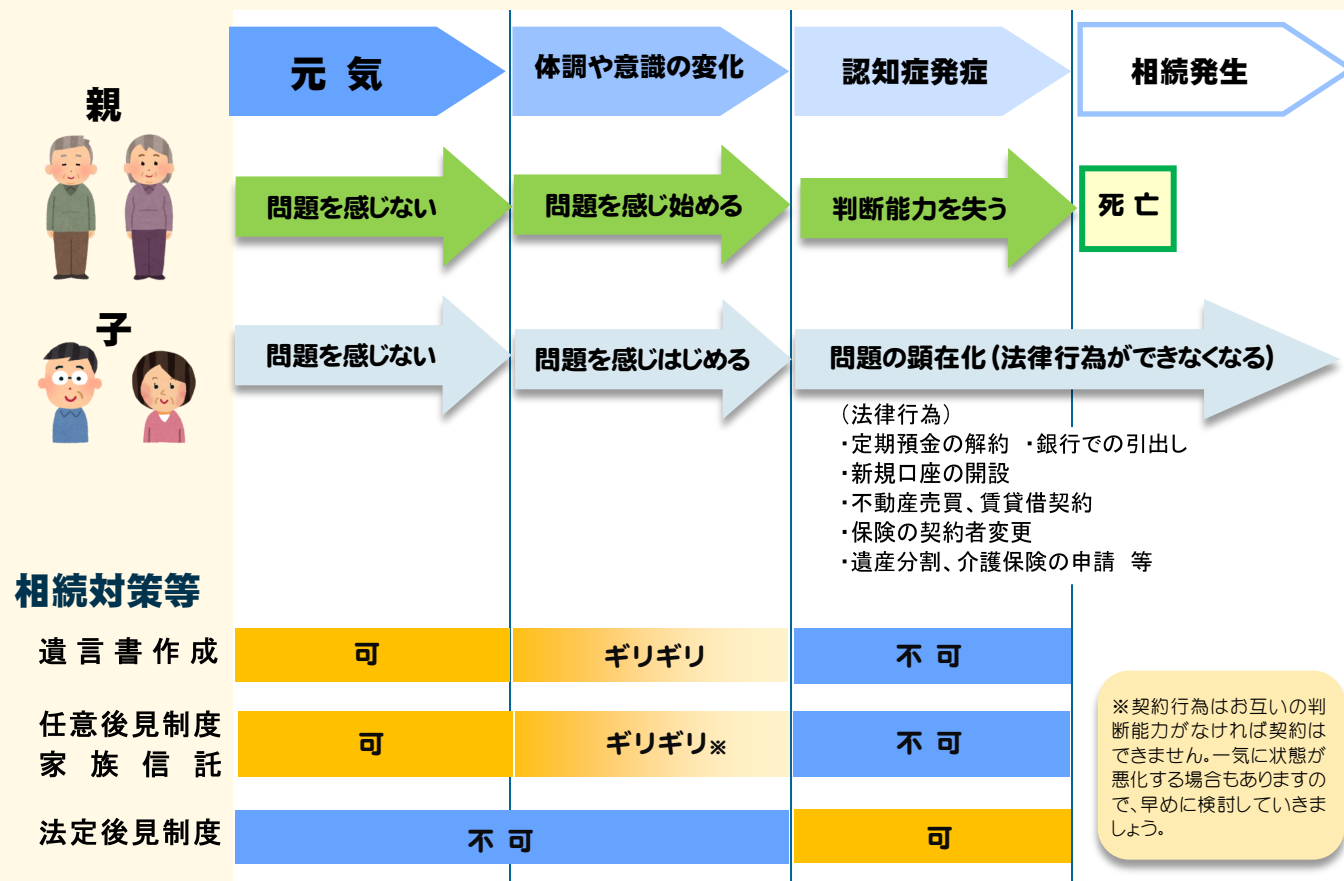 元 気
体調や意識の変化
認知症発症
相続発生
親
問題を感じない
問題を感じ始める
判断能力を失う
死 亡
子
問題を感じない
問題を感じはじめる
問題の顕在化(法律行為ができなくなる)
(法律行為)
・定期預金の解約 ・銀行での引出し
・新規口座の開設
・不動産売買、賃貸借契約
・保険の契約者変更
・遺産分割、介護保険の申請 等
相続対策等
遺言書作成
可
ギリギリ
不 可
任意後見制度
家族信託
可
ギリギリ※
不 可
法定後見制度
不 可
可
※契約行為はお互いの判
断能力がなければ契約は
できません。一気に状態が
悪化する場合もありますの
で、早めに検討していきま
しょう。